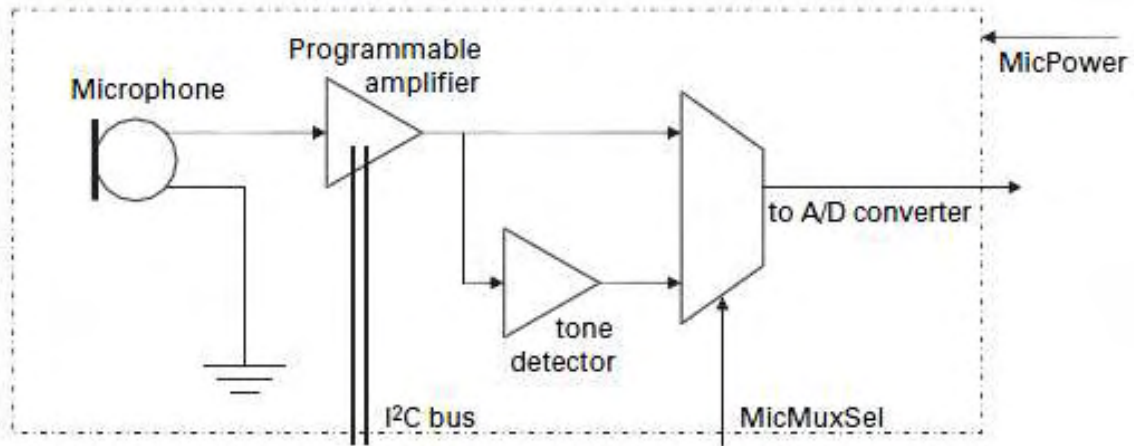 Programmable
amplifier
MicPower
Microphone
to A/D converter
tone
detector
I²C bus
MicMuxSel